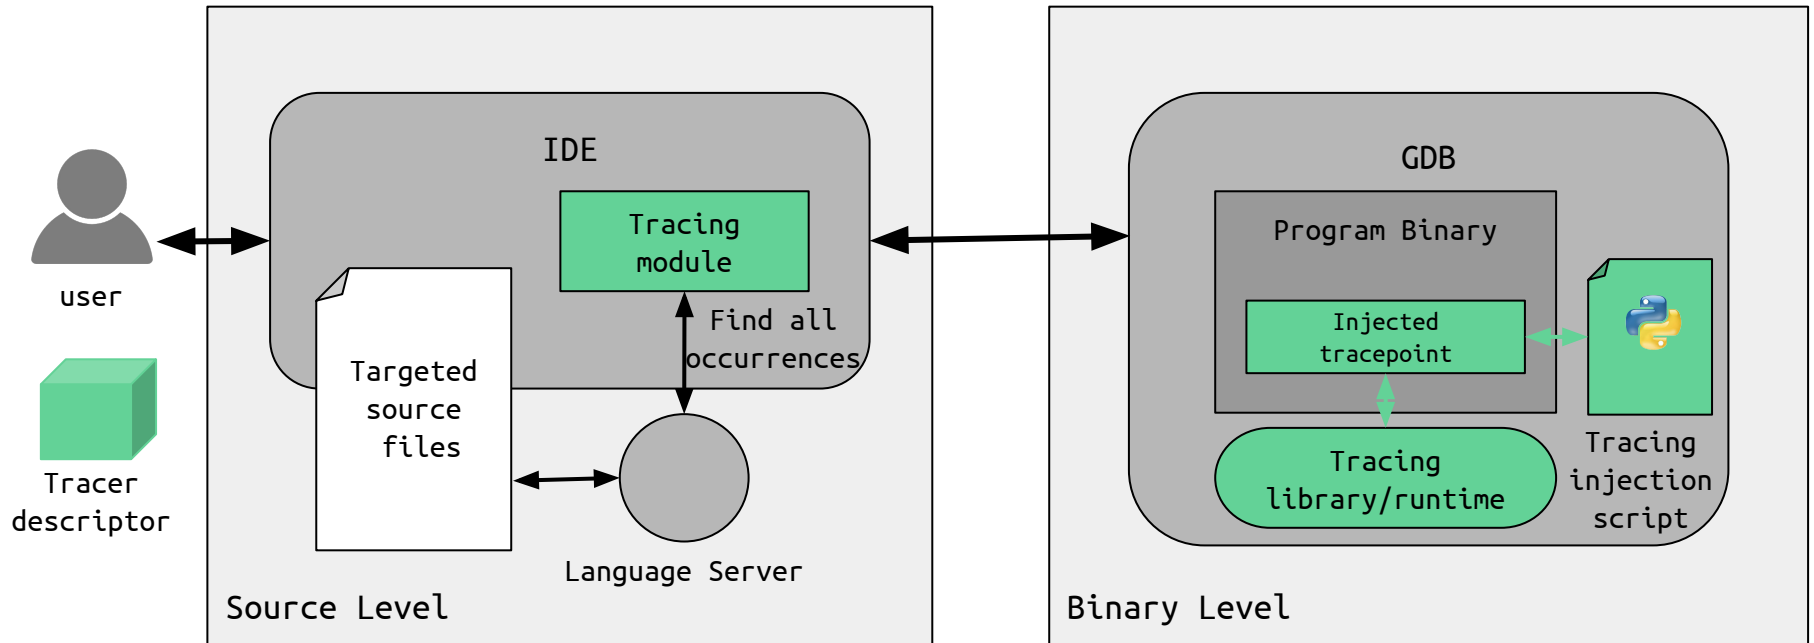 user
Tracer
descriptor
IDE
Tracing
module
Find all
occurrences
Targeted
source
files
Language Server
Source Level
GDB
Program Binary
Injected
tracepoint
Tracing
library/runtime
Tracing
injection
script
Binary Level